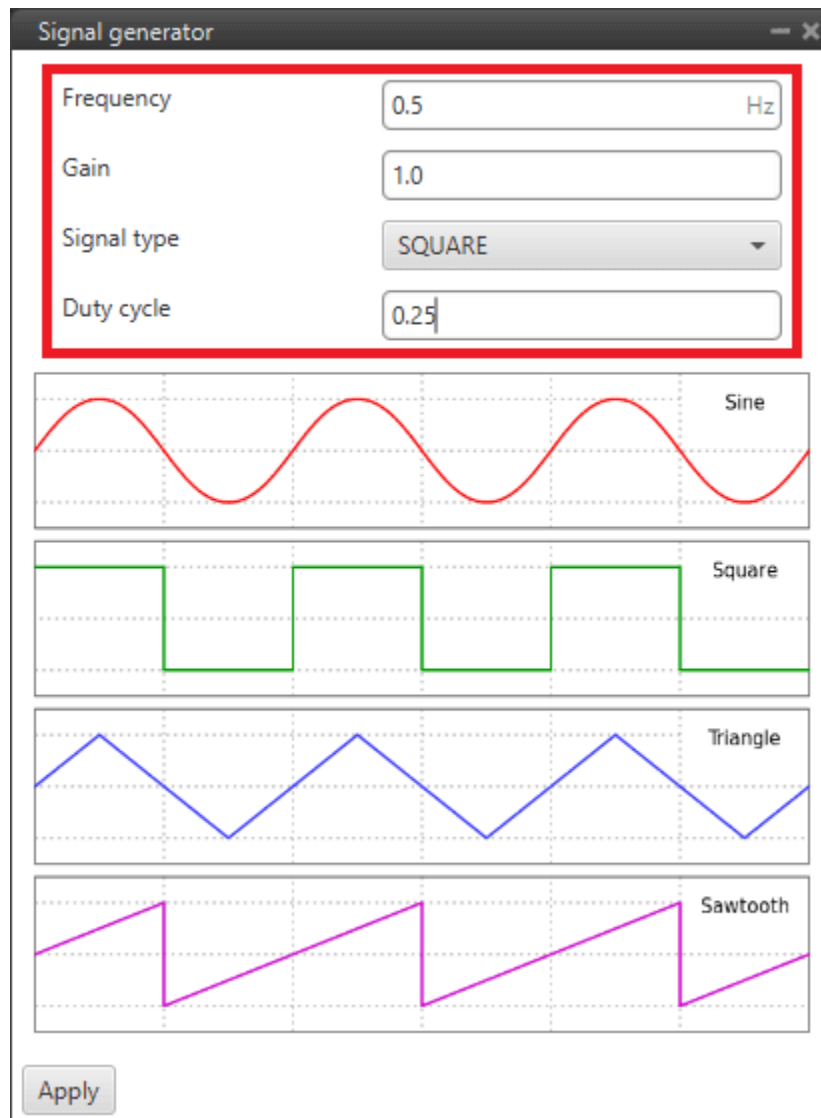 Signal generator
Frequency 0.5 Hz
Gain 1.0
Signal type SQUARE
Duty cycle 0.25
Sine
Square
Triangle
Sawtooth
Apply